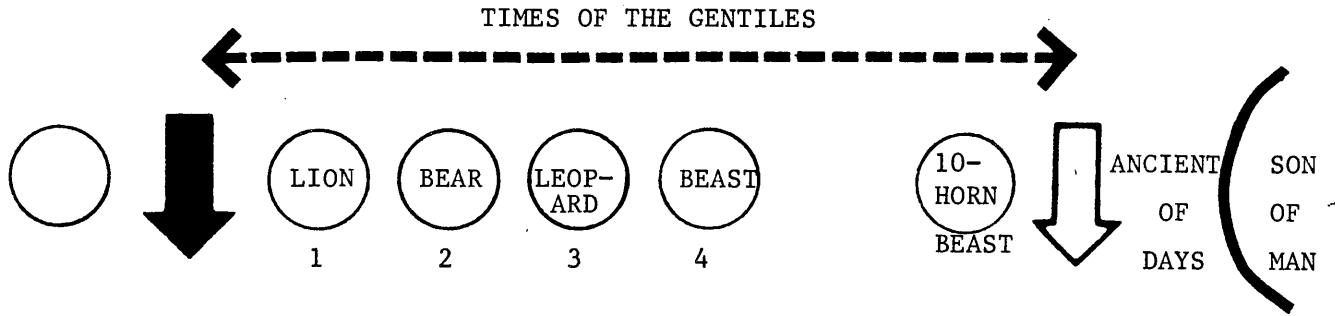 TIMES OF THE GENTILES
LION
BEAR
LEOP-
ARD
BEAST
10-
HORN
BEAST
ANCIENT
OF
DAYS
SON
OF
MAN
1
2
3
4